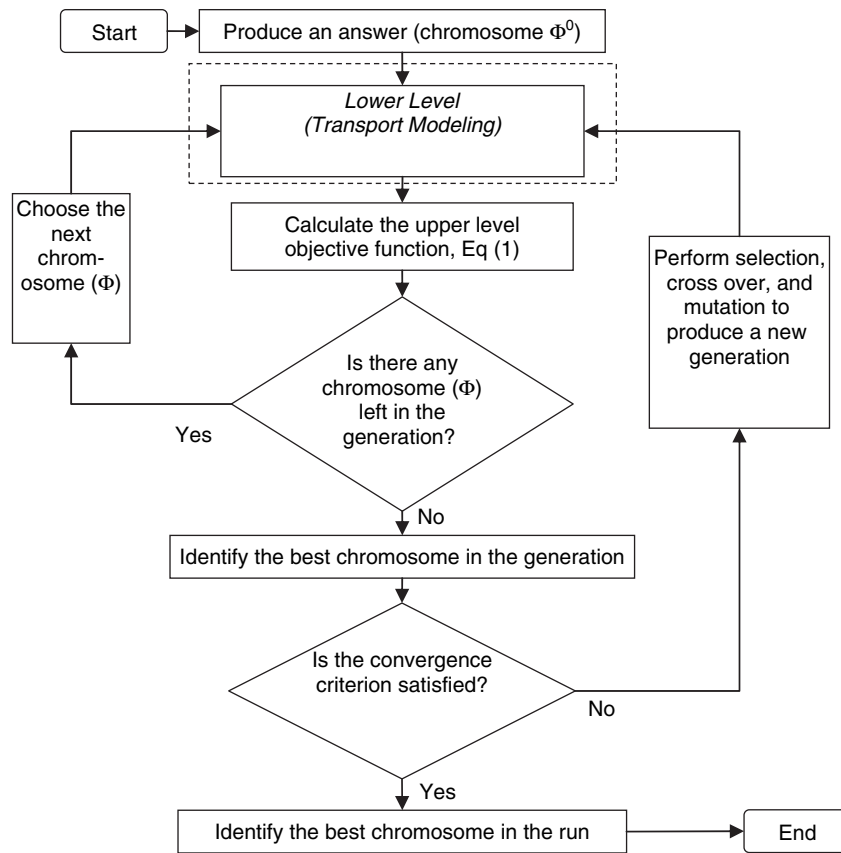 Start
Produce an answer (chromosome Φ⁰)
Lower Level
(Transport Modeling)
Choose the
next
chrom-
osome (Φ)
Calculate the upper level
objective function, Eq (1)
Perform selection,
cross over, and
mutation to
produce a new
generation
Is there any
chromosome (Φ)
left in the
generation?
Yes
No
Identify the best chromosome in the generation
Is the convergence
criterion satisfied?
No
Yes
Identify the best chromosome in the run
End